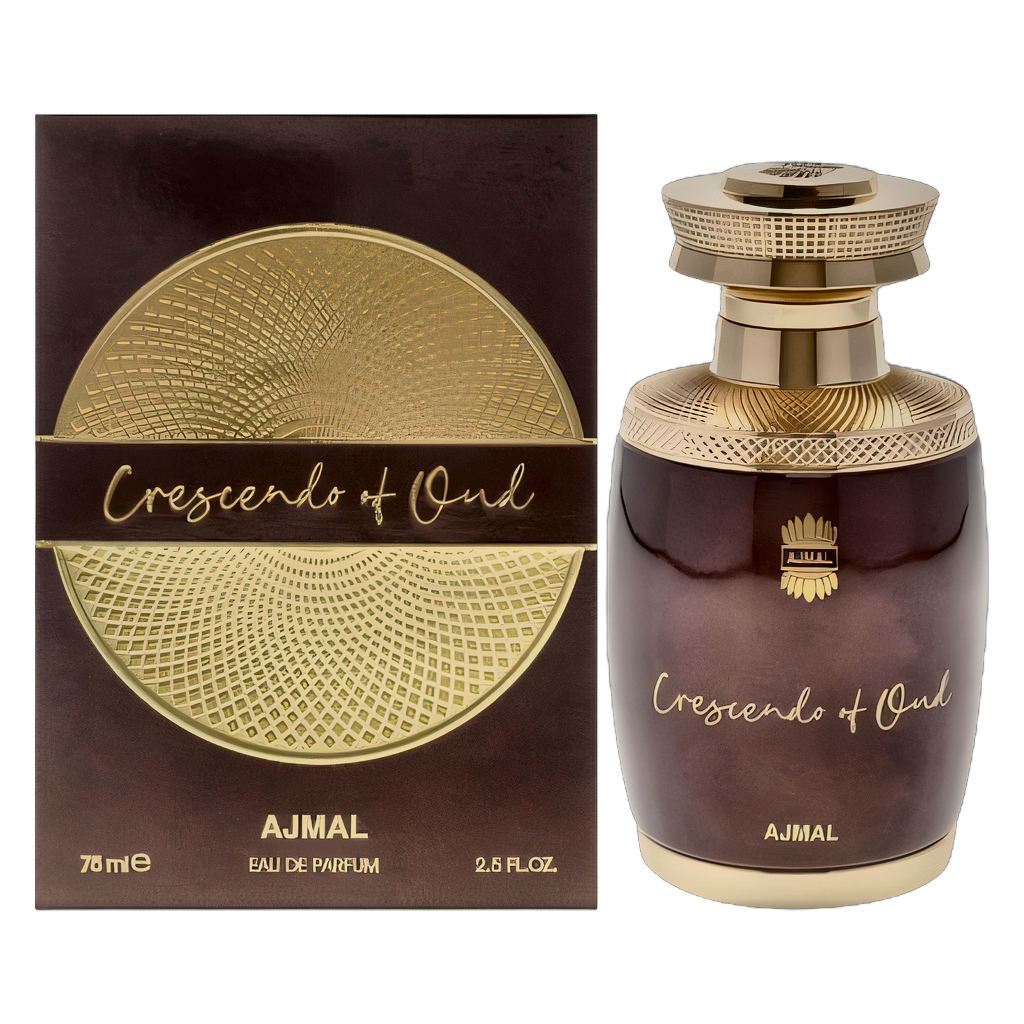 Crescendo of Oud
AJMAL
75 ml e
EAU DE PARFUM
2.5 FL.OZ.
Crescendo of Oud
AJMAL